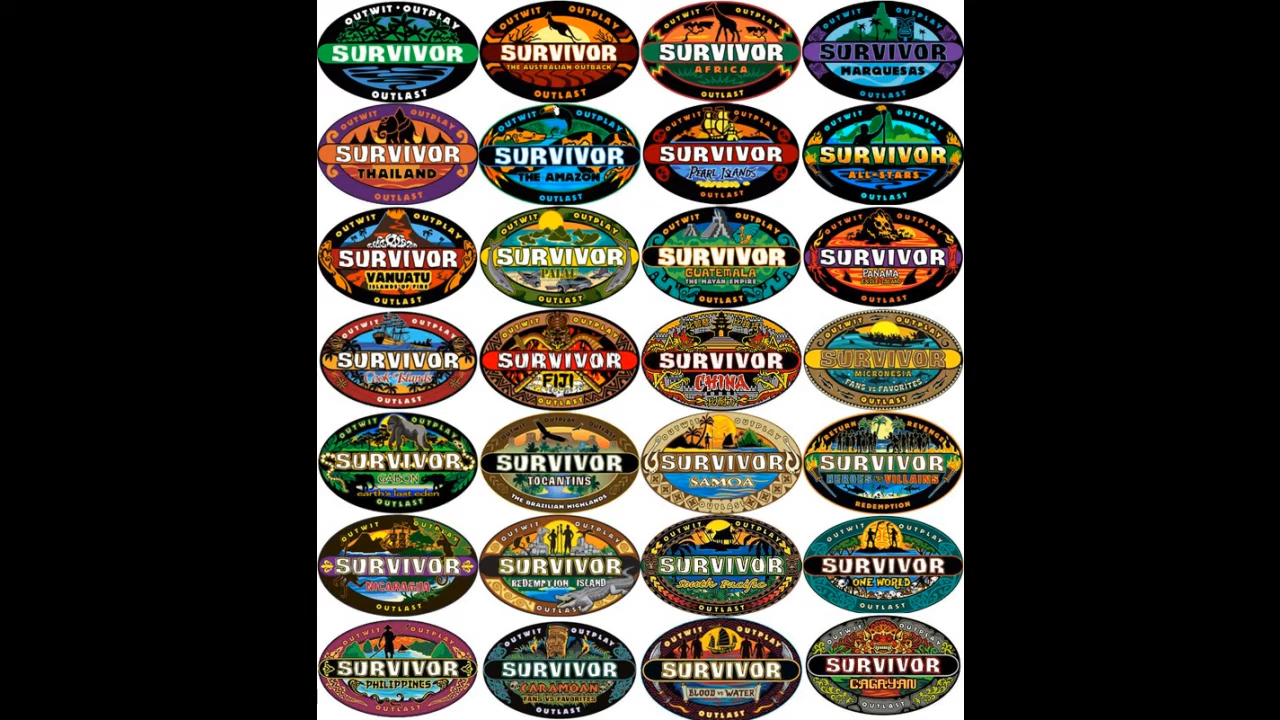 OUTWIT • OUTPLAY
SURVIVOR
OUTLAST
OUTWIT OUTPLAY
SURVIVOR
THE AUSTRALIAN OUTBACK
OUTLAST
OUTWIT OUTPLAY
SURVIVOR
AFRICA
OUTLAST
OUTWIT OUTPLAY
SURVIVOR
MARQUESAS
OUTLAST
OUTWIT OUTPLAY
SURVIVOR
THAILAND
OUTLAST
OUTWIT OUTPLAY
SURVIVOR
THE AMAZON
OUTLAST
OUTWIT OUTPLAY
SURVIVOR
PEARL ISLANDS
OUTLAST
OUTWIT OUTPLAY
SURVIVOR
ALL-STARS
OUTLAST
OUTWIT OUTPLAY
SURVIVOR
VANUATU
ISLANDS OF FIRE
OUTLAST
OUTWIT OUTPLAY
SURVIVOR
PALAU
OUTLAST
OUTWIT OUTPLAY
SURVIVOR
GUATEMALA
THE MAYAN EMPIRE
OUTLAST
OUTWIT OUTPLAY
SURVIVOR
PANAMA
OUTLAST
OUTWIT OUTPLAY
SURVIVOR
Cook Islands
OUTLAST
OUTWIT OUTPLAY
SURVIVOR
FIJI
OUTLAST
SURVIVOR
CHINA
OUTWIT OUTPLAY
SURVIVOR
MICRONESIA
FANS vs FAVORITES
OUTLAST
OUTWIT OUTPLAY
SURVIVOR
GABON
earth's last eden
OUTLAST
OUTWIT OUTPLAY OUTLAST
SURVIVOR
TOCANTINS
THE BRAZILIAN HIGHLANDS
OUTWIT OUTPLAY
SURVIVOR
SAMOA
OUTLAST
RETURN REVENGE
SURVIVOR
HEROES vs VILLAINS
REDEMPTION
OUTWIT OUTPLAY
SURVIVOR
NICARAGUA
OUTLAST
OUTWIT OUTPLAY
SURVIVOR
REDEMPTION ISLAND
OUTLAST
OUTWIT OUTPLAY
SURVIVOR
South Pacific
OUTLAST
OUTWIT OUTPLAY
SURVIVOR
ONE WORLD
OUTLAST
OUTWIT OUTPLAY
SURVIVOR
PHILIPPINES
OUTLAST
OUTWIT OUTPLAY
SURVIVOR
CARAMOAN
FANS VS FAVORITES
OUTLAST
OUTWIT OUTPLAY
SURVIVOR
BLOOD vs WATER
OUTLAST
OUTWIT OUTPLAY
SURVIVOR
CAGAYAN
OUTLAST